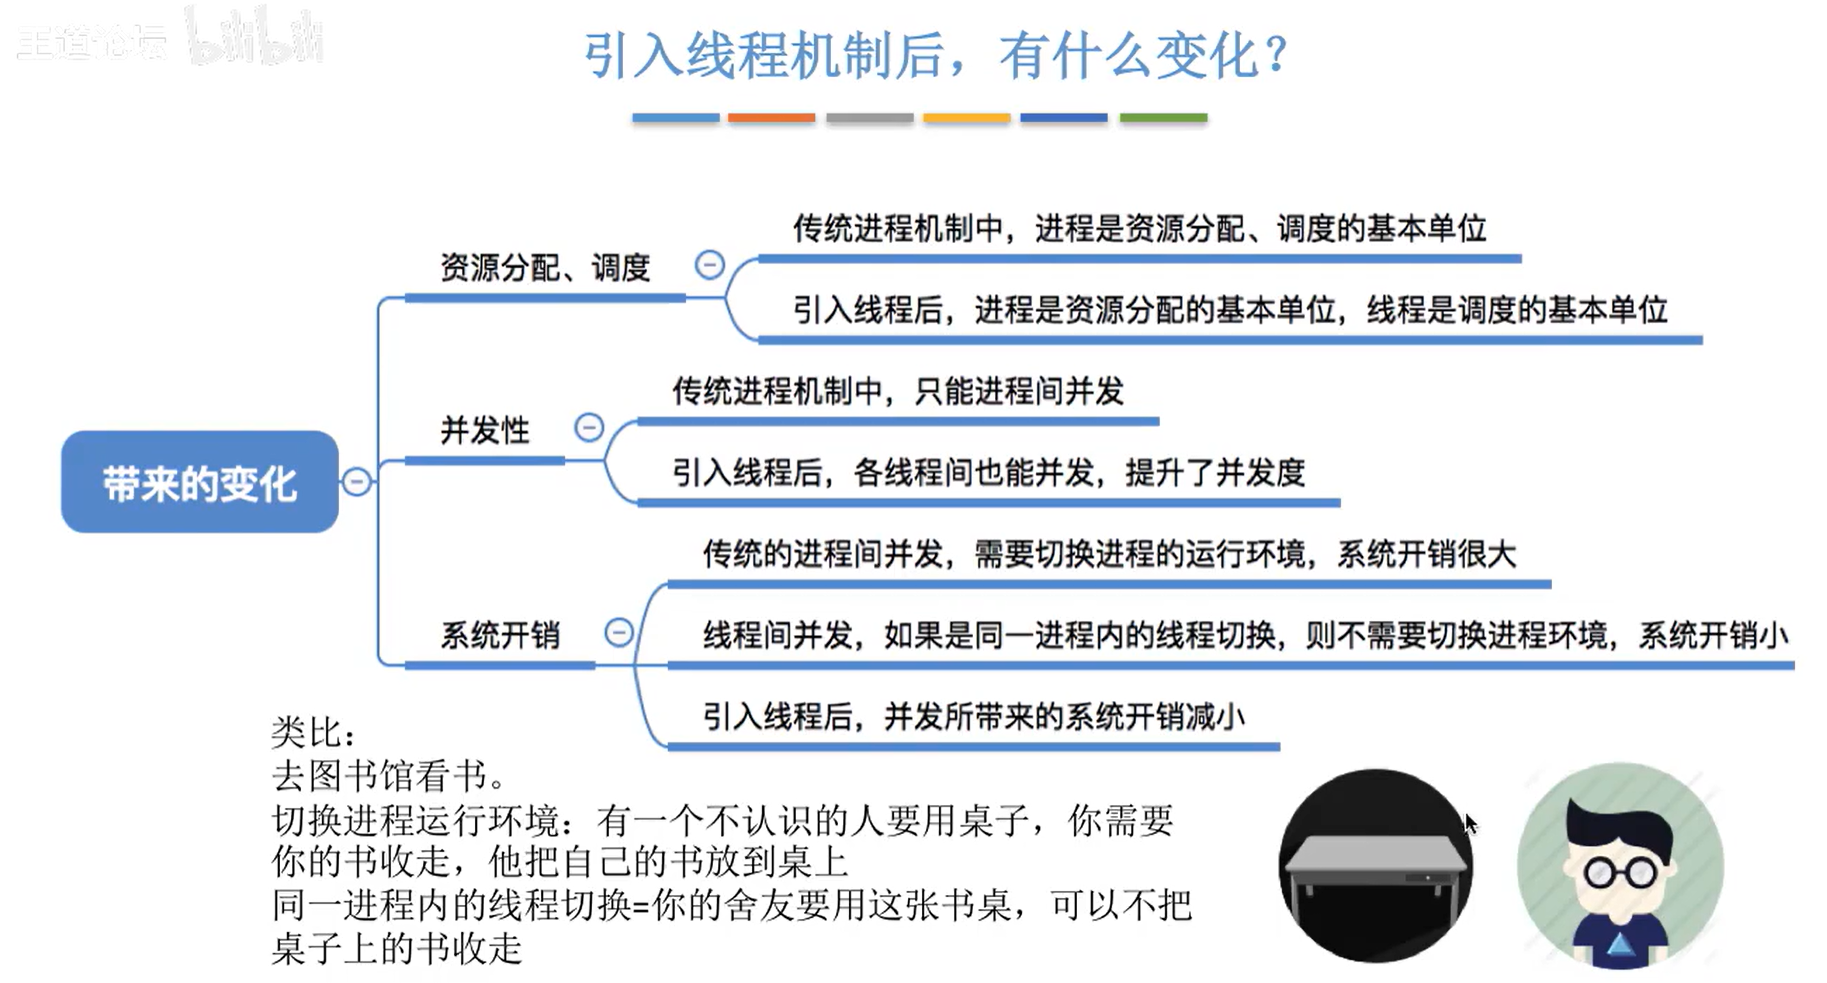 王道论坛 bilibili
引入线程机制后，有什么变化？
传统进程机制中，进程是资源分配、调度的基本单位
资源分配、调度
引入线程后，进程是资源分配的基本单位，线程是调度的基本单位
传统进程机制中，只能进程间并发
并发性
引入线程后，各线程间也能并发，提升了并发度
带来的变化
传统的进程间并发，需要切换进程的运行环境，系统开销很大
系统开销
线程间并发，如果是同一进程内的线程切换，则不需要切换进程环境，系统开销小
引入线程后，并发所带来的系统开销减小
类比：
去图书馆看书。
切换进程运行环境：有一个不认识的人要用桌子，你需要
你的书收走，他把自己的书放到桌上
同一进程内的线程切换=你的舍友要用这张书桌，可以不把
桌子上的书收走